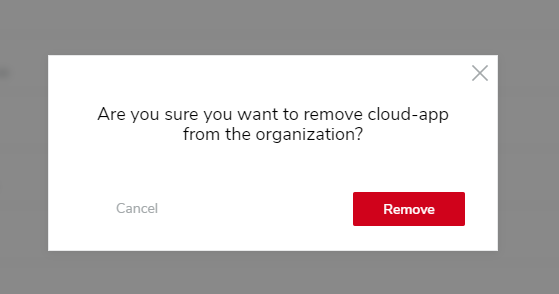 Are you sure you want to remove cloud-app
from the organization?
Cancel
Remove